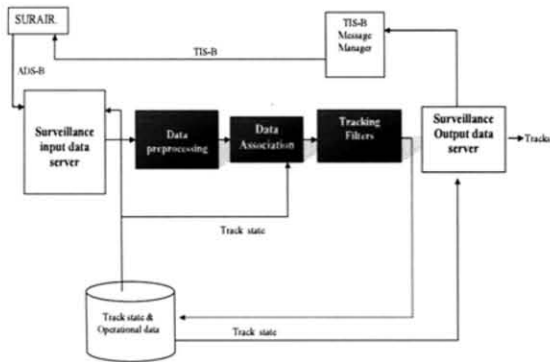 SURAIR.
TIS-B
Message
Manager
TIS-B
ADS-B
Surveillance
input data
server
Data
preprocessing
Data
Association
Tracking
Filters
Surveillance
Output data
server
Tracks
Track state
Track state &
Operational data
Track state